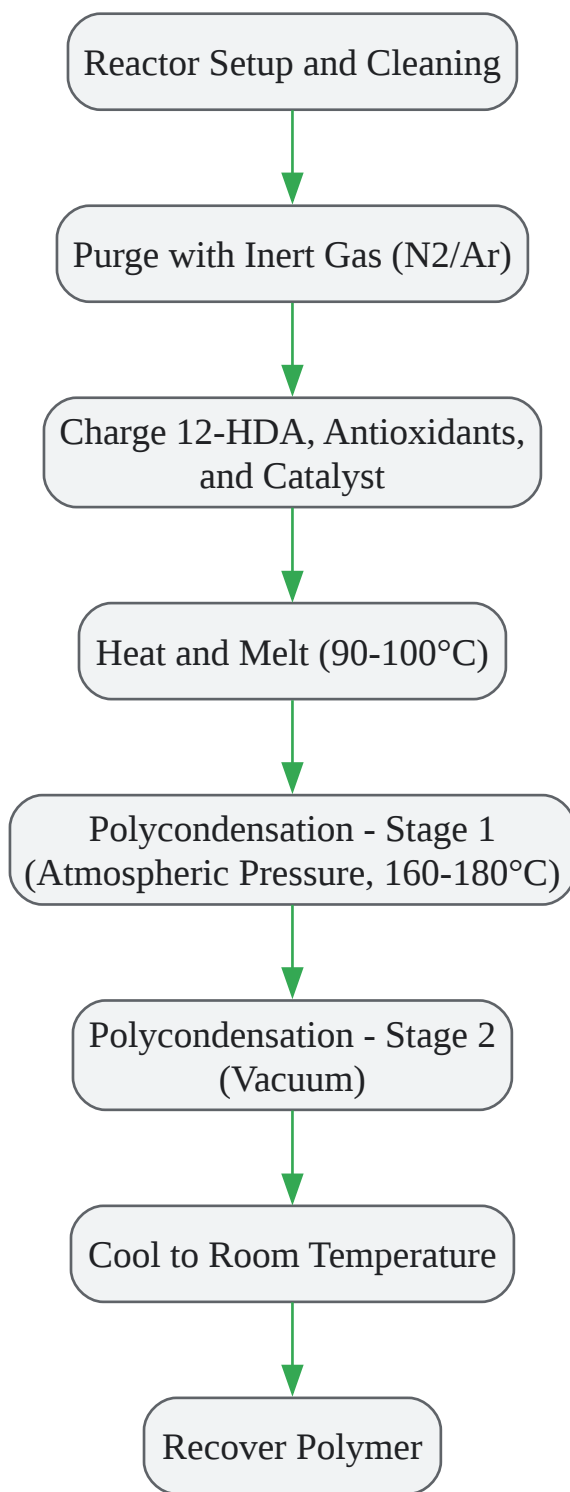 Reactor Setup and Cleaning
Purge with Inert Gas (N2/Ar)
Charge 12-HDA, Antioxidants,
and Catalyst
Heat and Melt (90-100°C)
Polycondensation - Stage 1
(Atmospheric Pressure, 160-180°C)
Polycondensation - Stage 2
(Vacuum)
Cool to Room Temperature
Recover Polymer